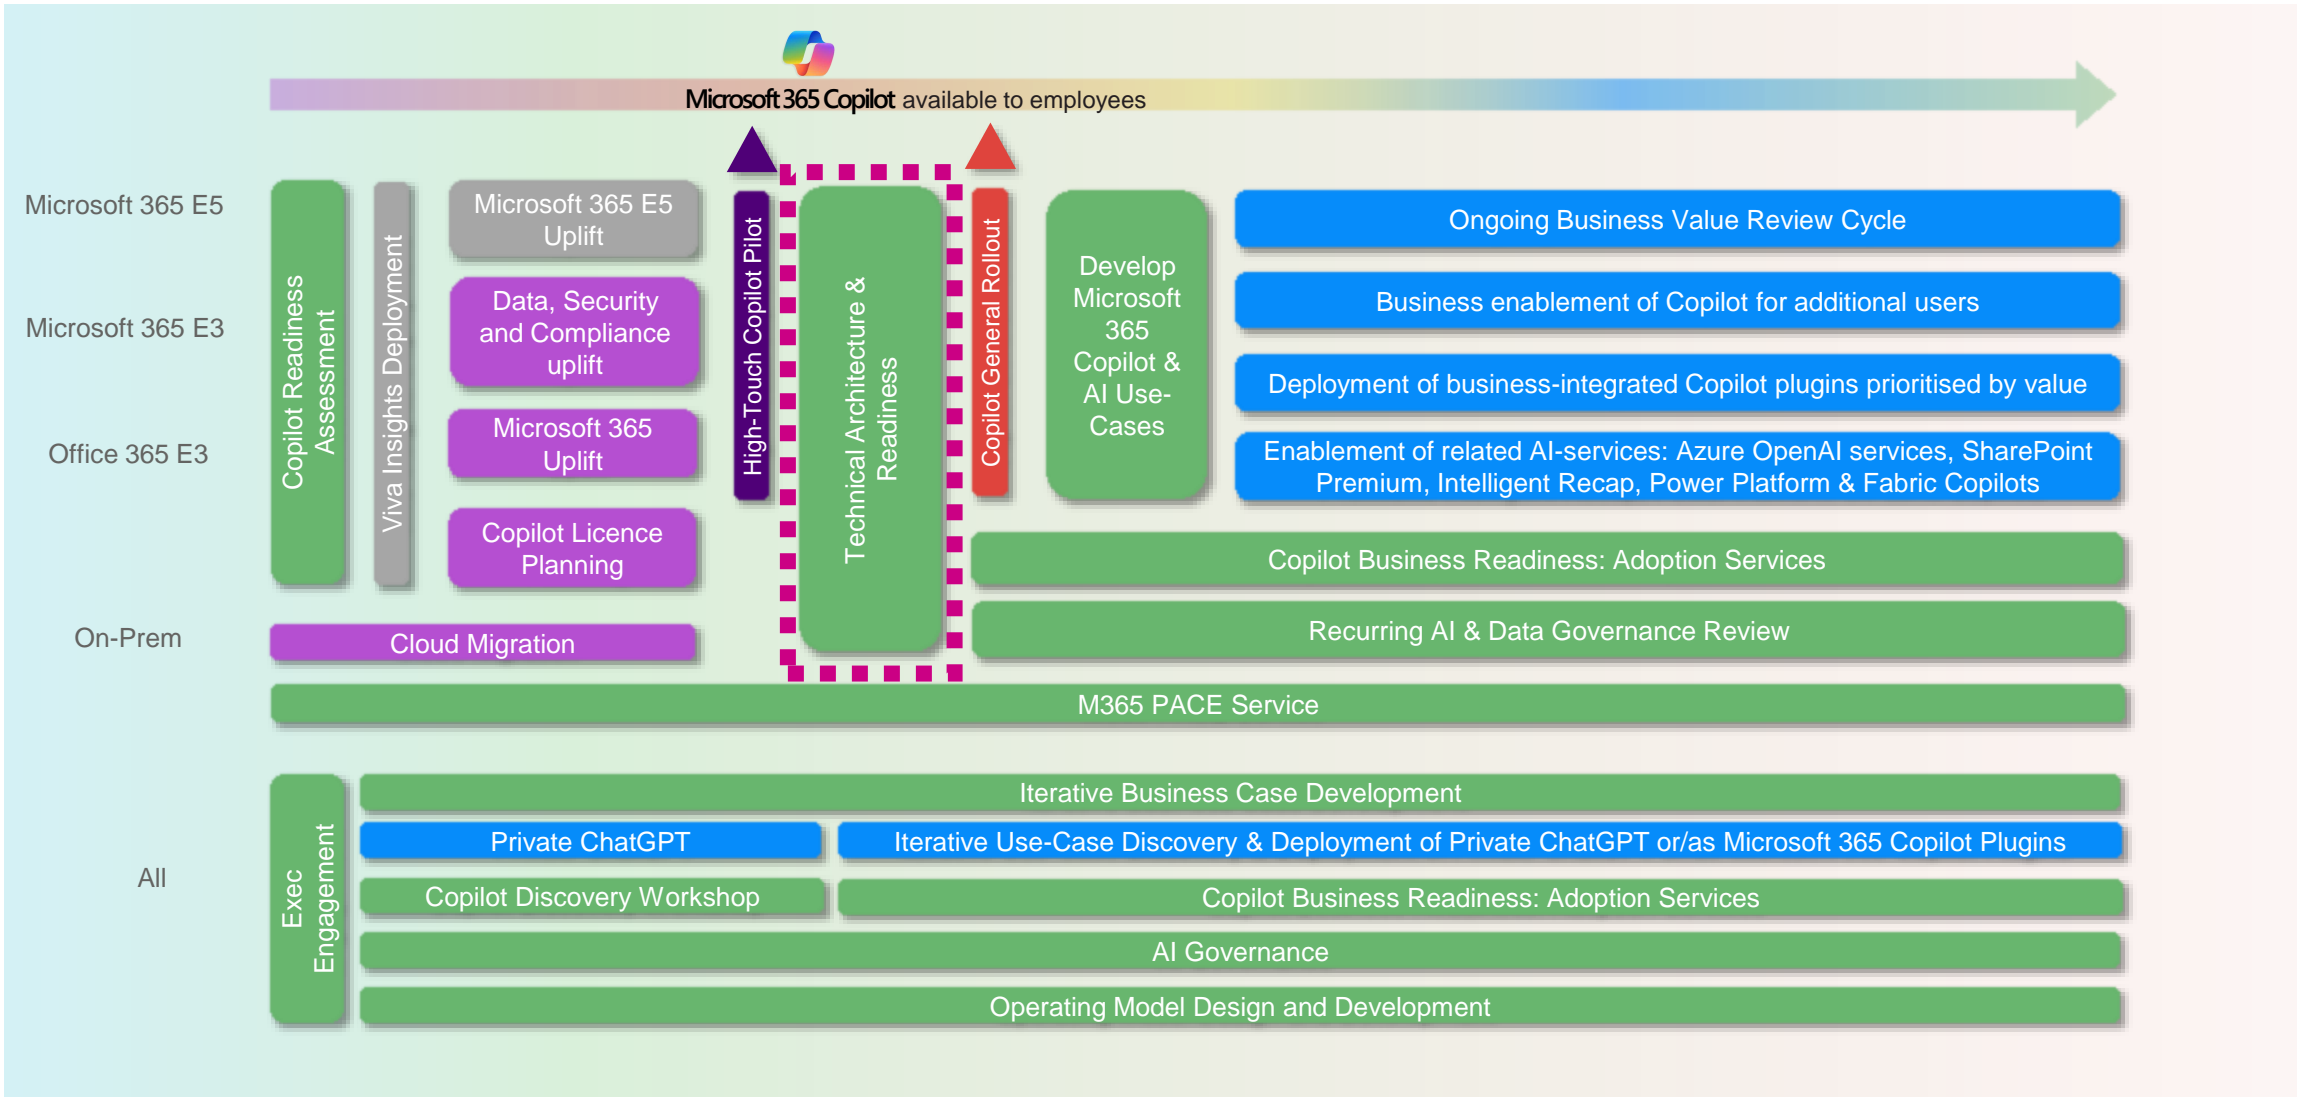 Microsoft 365 Copilot available to employees
Microsoft 365 E5
Microsoft 365 E3
Office 365 E3
On-Prem
All
Copilot Readiness
Assessment
Viva Insights Deployment
Microsoft 365 E5
Uplift
Data, Security
and Compliance
uplift
Microsoft 365
Uplift
Copilot Licence
Planning
Cloud Migration
High-Touch Copilot Pilot
Technical Architecture &
Readiness
Copilot General Rollout
Develop
Microsoft
365
Copilot &
AI Use-
Cases
Ongoing Business Value Review Cycle
Business enablement of Copilot for additional users
Deployment of business-integrated Copilot plugins prioritised by value
Enablement of related AI-services: Azure OpenAI services, SharePoint
Premium, Intelligent Recap, Power Platform & Fabric Copilots
Copilot Business Readiness: Adoption Services
Recurring AI & Data Governance Review
M365 PACE Service
Exec
Engagement
Iterative Business Case Development
Private ChatGPT
Iterative Use-Case Discovery & Deployment of Private ChatGPT or/as Microsoft 365 Copilot Plugins
Copilot Discovery Workshop
Copilot Business Readiness: Adoption Services
AI Governance
Operating Model Design and Development